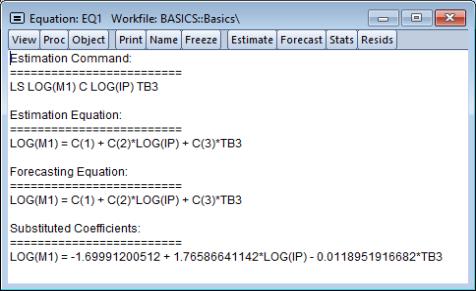 Equation: EQ1 Workfile: BASICS::Basics\
View Proc Object Print Name Freeze Estimate Forecast Stats Resids
Estimation Command:
=========================
LS LOG(M1) C LOG(IP) TB3
Estimation Equation:
=========================
LOG(M1) = C(1) + C(2)*LOG(IP) + C(3)*TB3
Forecasting Equation:
=========================
LOG(M1) = C(1) + C(2)*LOG(IP) + C(3)*TB3
Substituted Coefficients:
=========================
LOG(M1) = -1.69991200512 + 1.76586641142*LOG(IP) - 0.0118951916682*TB3